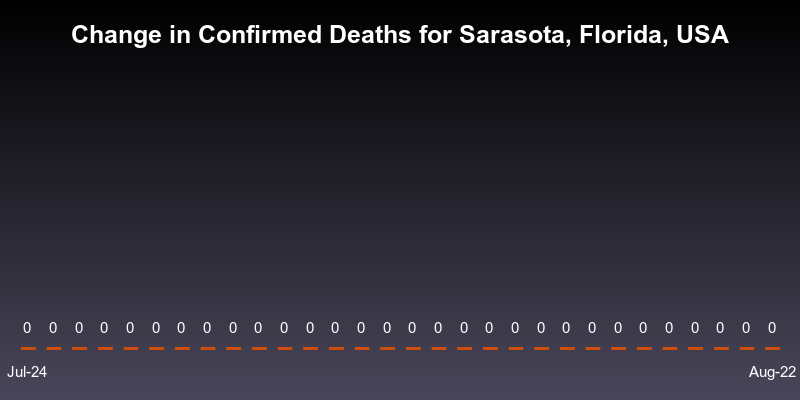 Change in Confirmed Deaths for Sarasota, Florida, USA
0 0 0 0 0 0 0 0 0 0 0 0 0 0 0 0 0 0 0 0 0 0 0 0 0 0 0 0 0 0
Jul-24 Aug-22